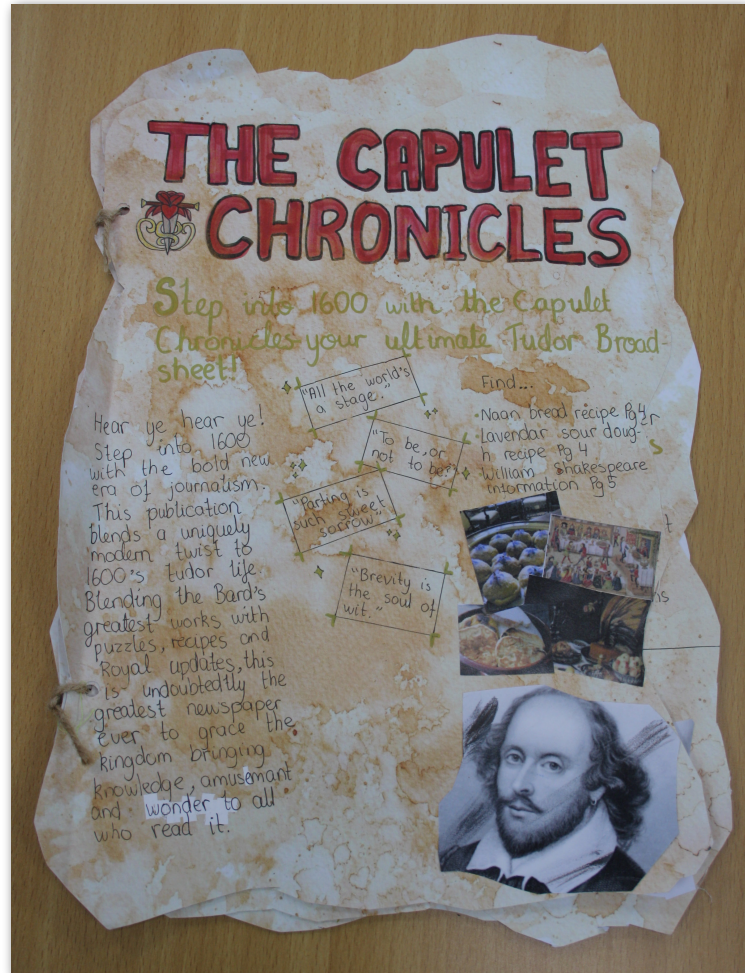 THE CAPULET
CHRONICLES
Step into 1600 with the Capulet
Chronicles your ultimate Tudor Broad-
sheet!
Hear ye hear ye!
Step into 1600
with the bold new
era of journalism.
This publication
blends a uniquely
modern twist to
1600's tudor life.
Blending the Bard's
greatest works with
puzzles, recipes and
Royal updates, this
is undoubtedtly the
greatest newspaper
ever to grace the
kingdom bringing
knowledge, amusemant
and wonder to all
who read it.
"All the world's
a stage."
"To be, or
not to be?"
"Parting is
such sweet
sorrow."
"Brevity is
the soul of
wit."
Find...
•Naan bread recipe Pg 4
•Lavendar sour doug-
h recipe Pg 4
•William Shakespeare
information Pg 5